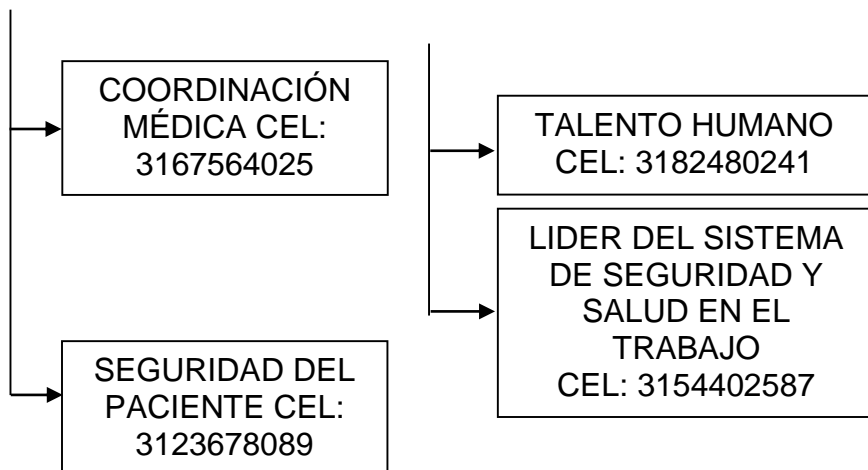 COORDINACIÓN
MÉDICA CEL:
3167564025
SEGURIDAD DEL
PACIENTE CEL:
3123678089
TALENTO HUMANO
CEL: 3182480241
LIDER DEL SISTEMA
DE SEGURIDAD Y
SALUD EN EL
TRABAJO
CEL: 3154402587